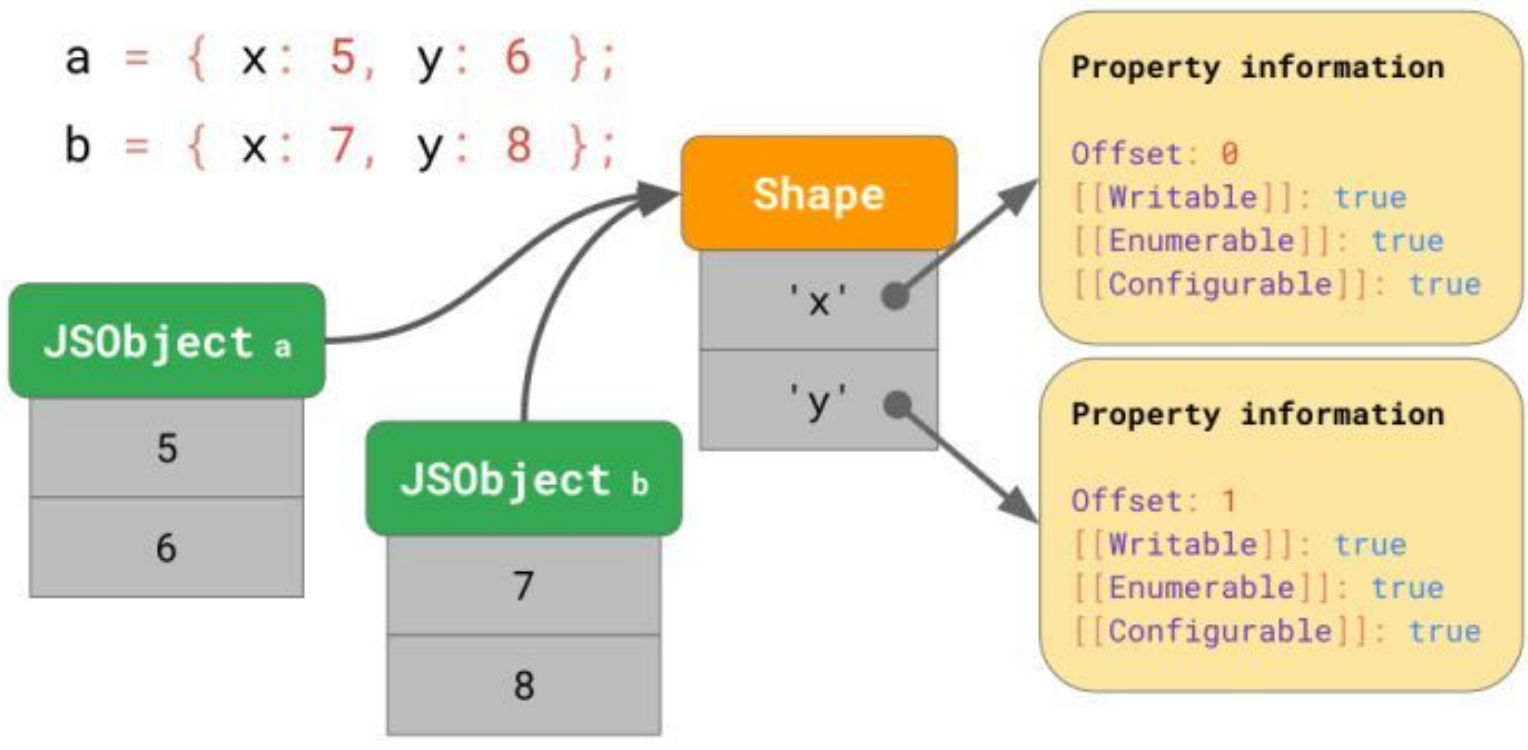 a = { x: 5, y: 6 };
b = { x: 7, y: 8 };
JSObject a
5
6
JSObject b
7
8
Shape
'x'
'y'
Property information
Offset: 0
[[Writable]]: true
[[Enumerable]]: true
[[Configurable]]: true
Property information
Offset: 1
[[Writable]]: true
[[Enumerable]]: true
[[Configurable]]: true